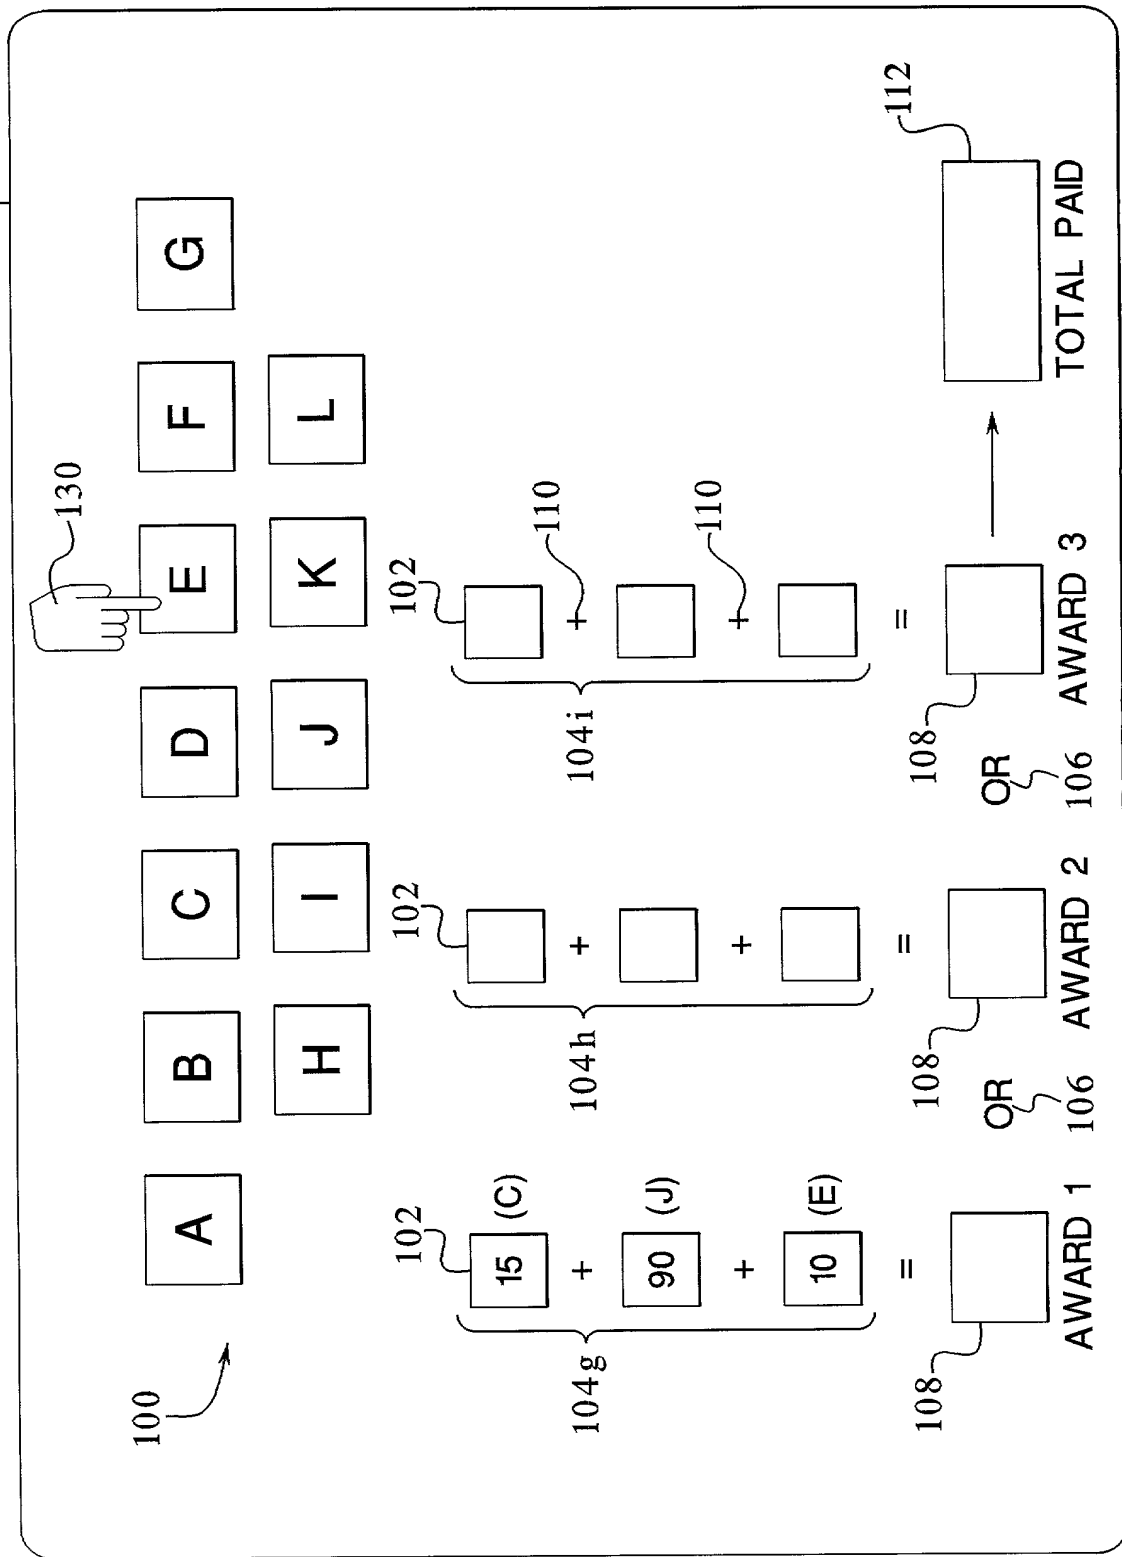 130
A B C D E F G
H I J K L
100
102 102 102
15 (C)
+ + + 110
104g 90 (J) 104h 104i
+ + + 110
10 (E)
= = =
108 108 108 112
OR OR
106 106
AWARD 1 AWARD 2 AWARD 3 TOTAL PAID